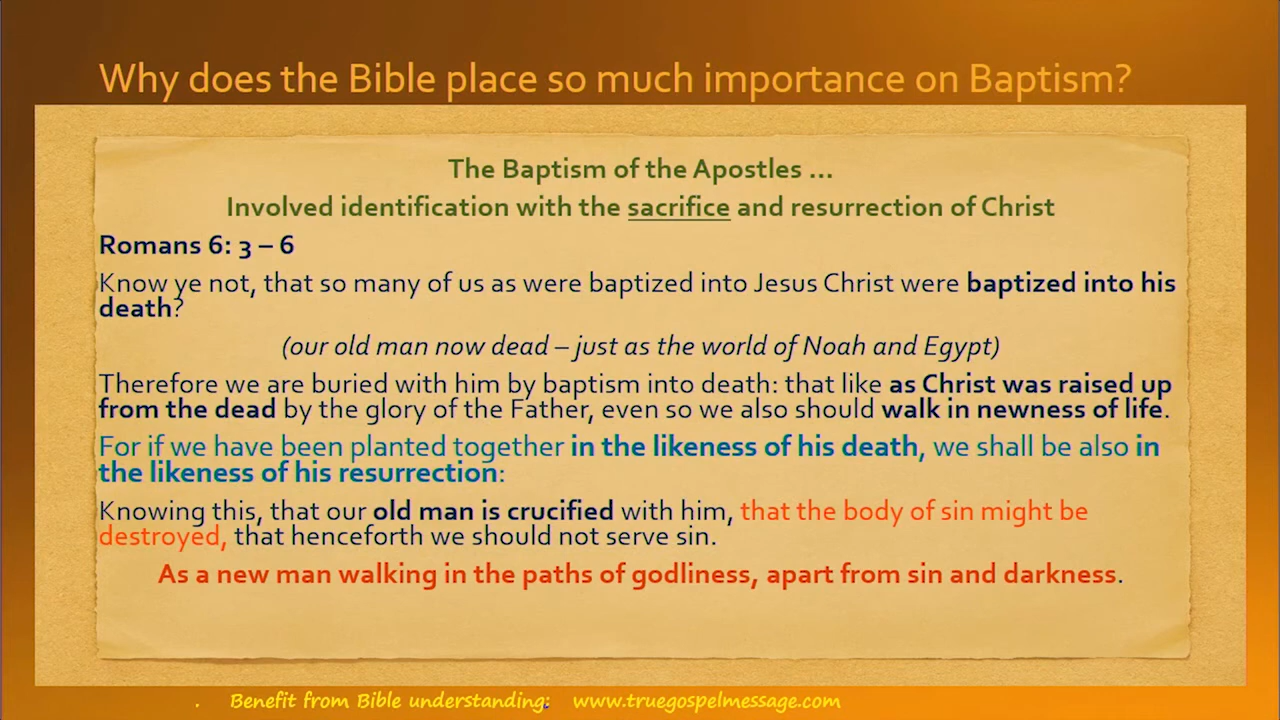 Why does the Bible place so much importance on Baptism?
The Baptism of the Apostles ...
Involved identification with the sacrifice and resurrection of Christ
Romans 6: 3 – 6
Know ye not, that so many of us as were baptized into Jesus Christ were baptized into his
death?
(our old man now dead – just as the world of Noah and Egypt)
Therefore we are buried with him by baptism into death: that like as Christ was raised up
from the dead by the glory of the Father, even so we also should walk in newness of life.
For if we have been planted together in the likeness of his death, we shall be also in
the likeness of his resurrection:
Knowing this, that our old man is crucified with him, that the body of sin might be
destroyed, that henceforth we should not serve sin.
As a new man walking in the paths of godliness, apart from sin and darkness.
. Benefit from Bible understanding: www.truegospelmessage.com